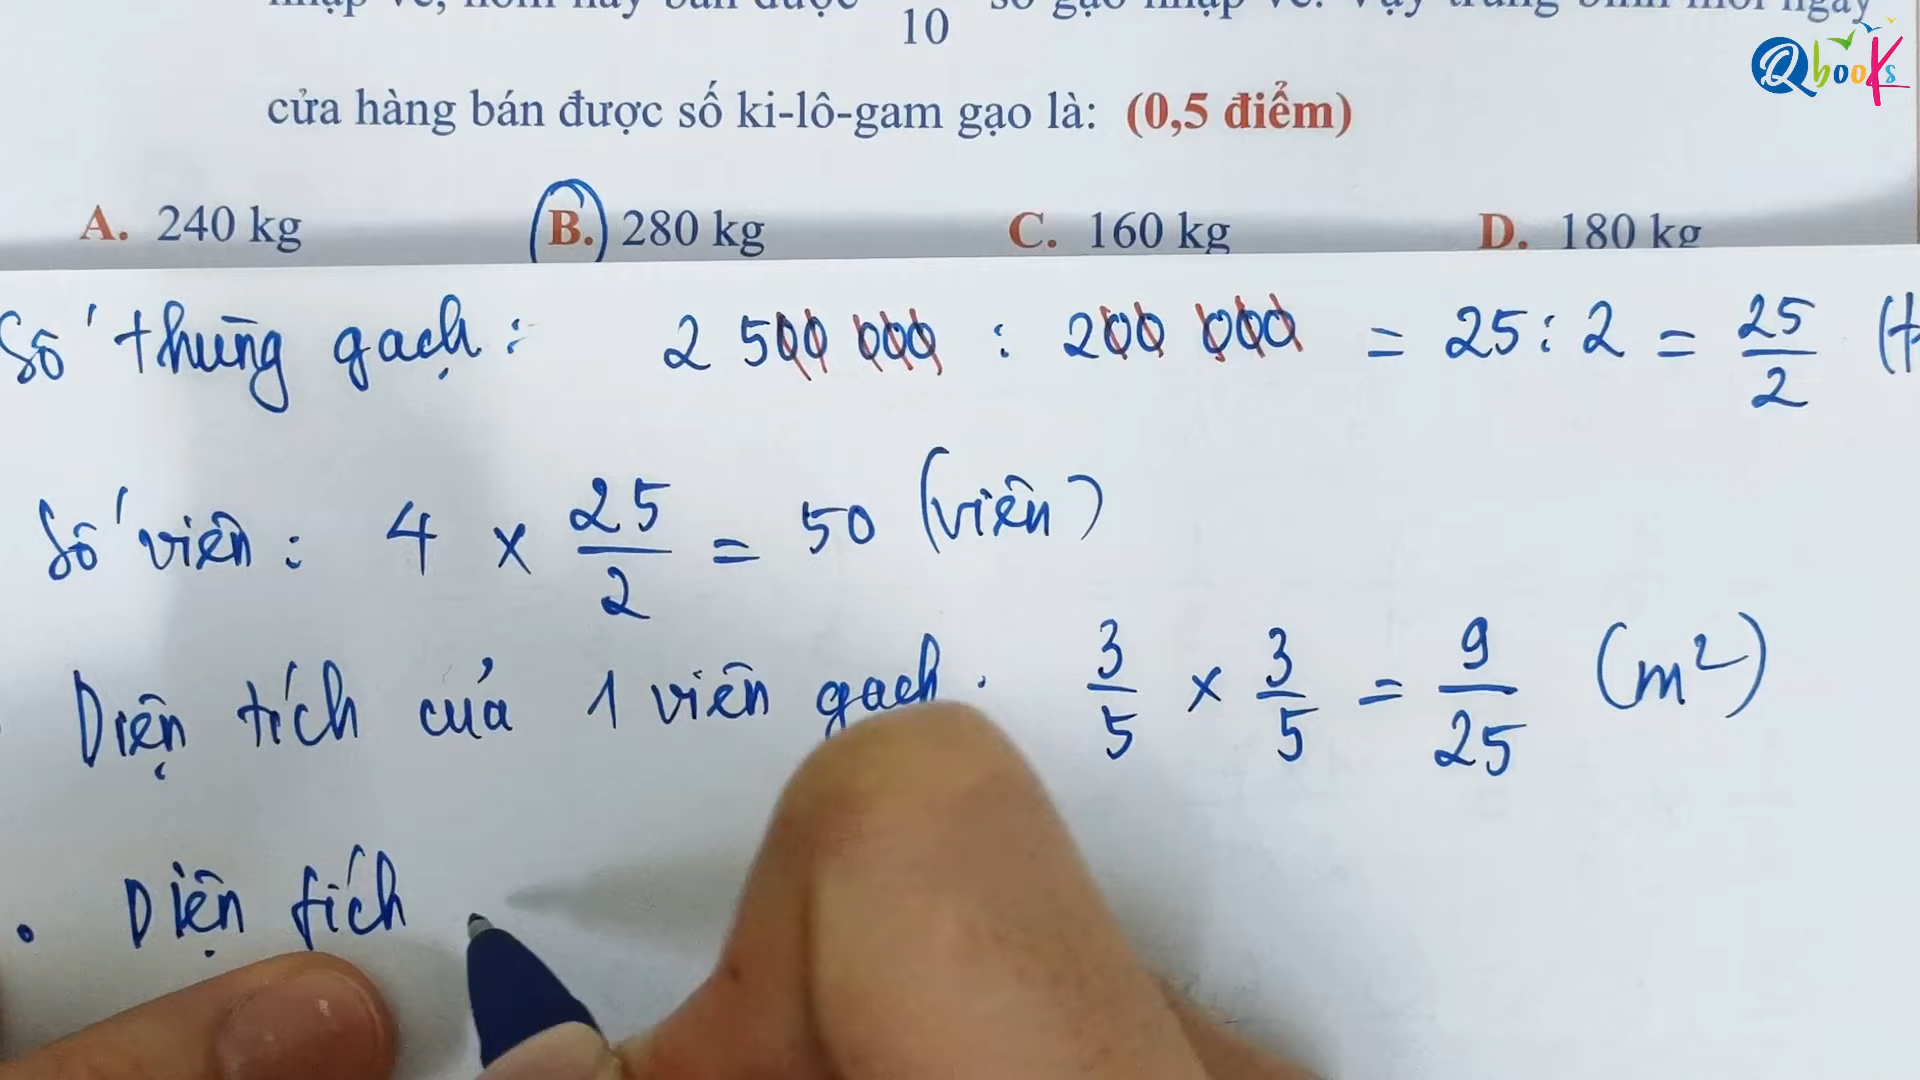 10
Qbooks
cửa hàng bán được số ki-lô-gam gạo là: (0,5 điểm)
A. 240 kg B. 280 kg C. 160 kg D. 180 kg
Số thùng gạch: 2 500 000 : 200 000 = 25 : 2 = 25/2 (t
Số viên: 4 × 25/2 = 50 (viên)
Diện tích của 1 viên gạch: 3/5 × 3/5 = 9/25 (m²)
. Diện tích